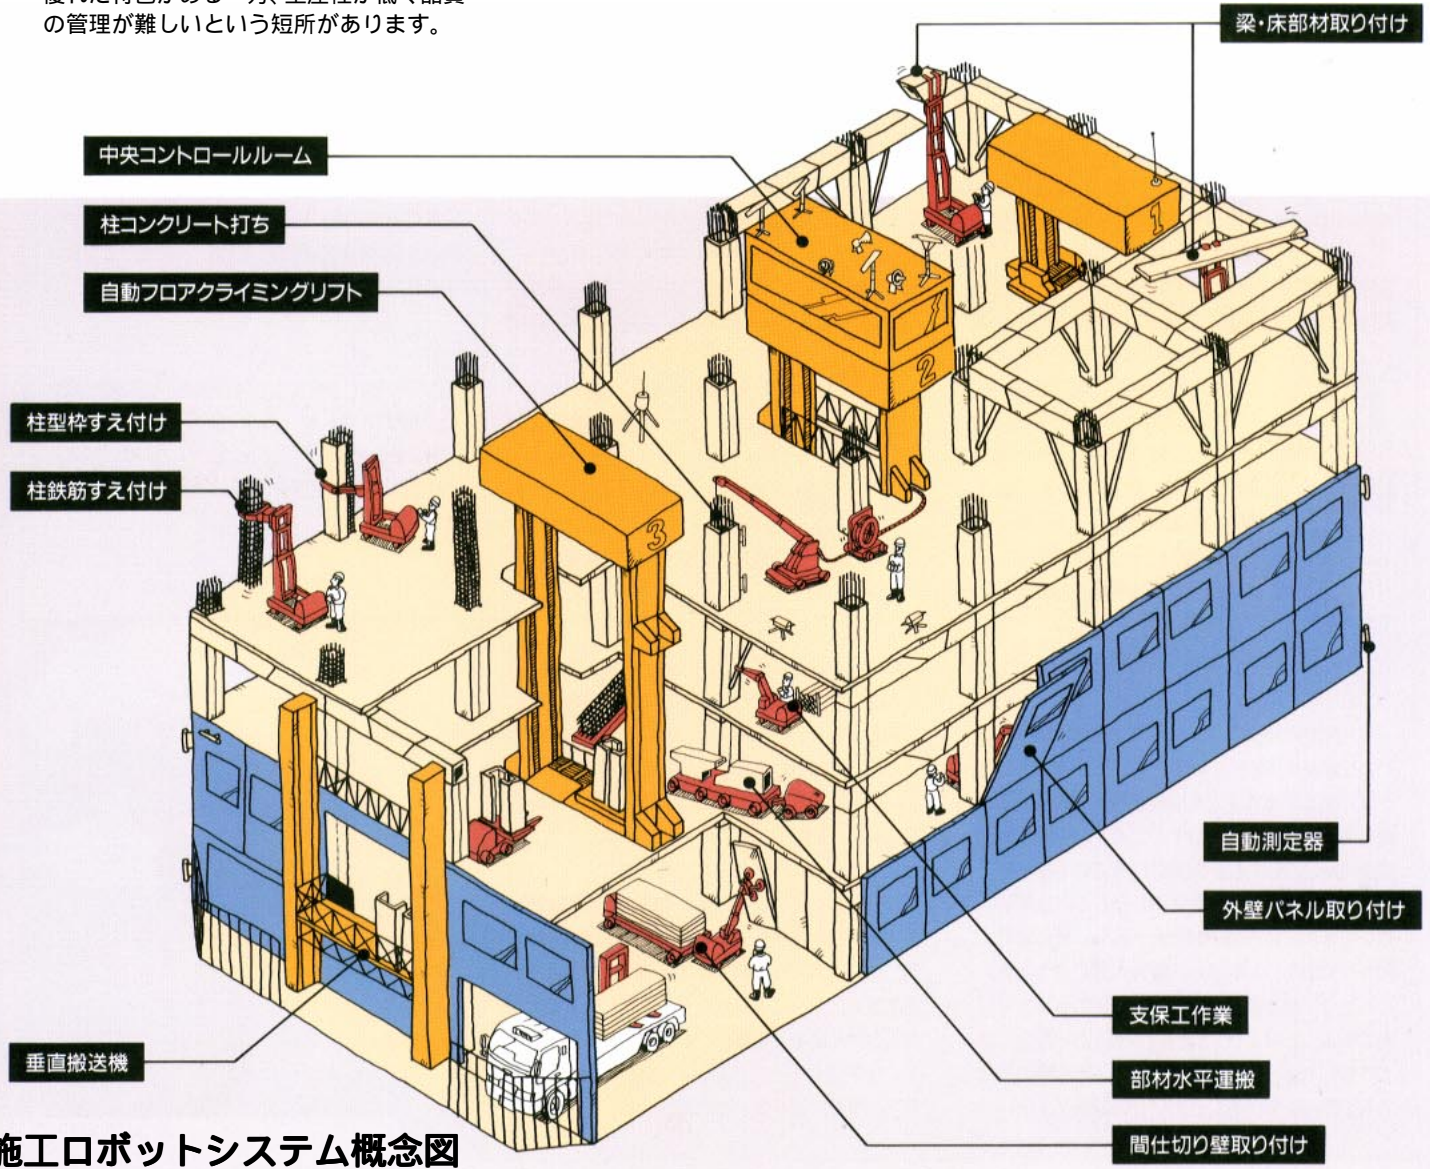 の管理が難しいという短所があります。
梁・床部材取り付け
中央コントロールルーム
柱コンクリート打ち
自動フロアクライミングリフト
柱型枠すえ付け
柱鉄筋すえ付け
1
2
3
自動測定器
外壁パネル取り付け
支保工作業
部材水平運搬
間仕切り壁取り付け
垂直搬送機
施工ロボットシステム概念図